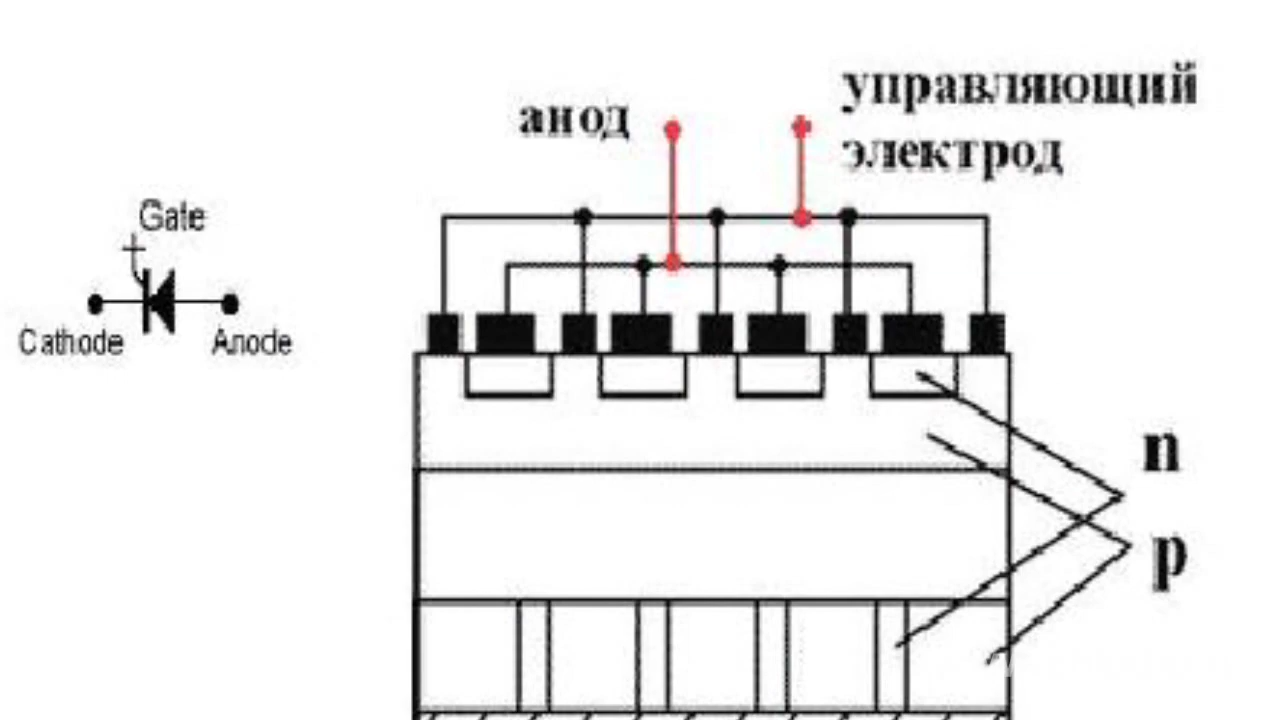 анод
управляющий
электрод
Gate
Cathode
Anode
n
p